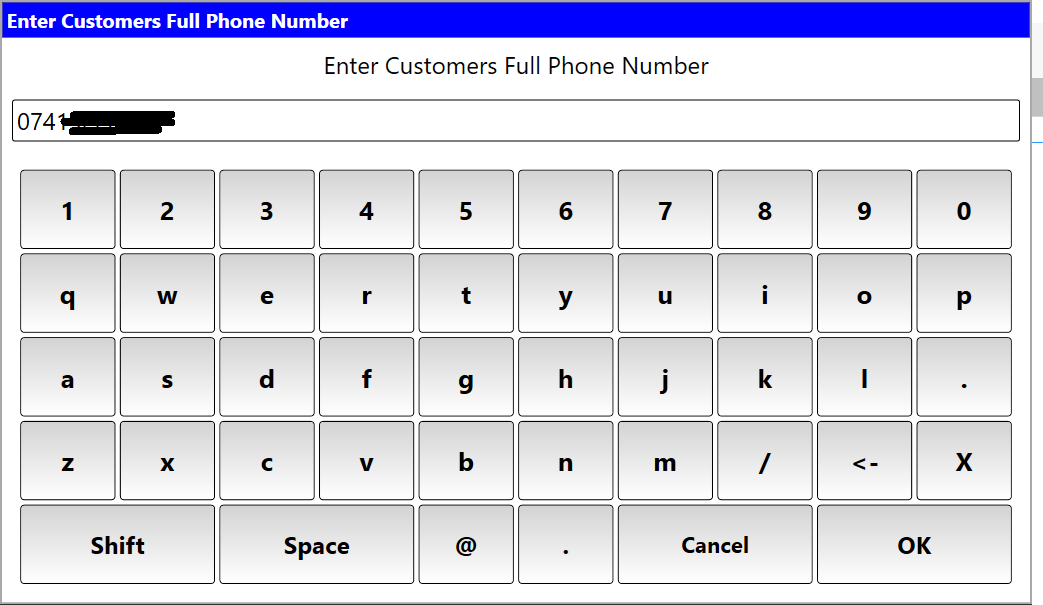 Enter Customers Full Phone Number
Enter Customers Full Phone Number
0741
1 2 3 4 5 6 7 8 9 0
q w e r t y u i o p
a s d f g h j k l .
z x c v b n m / <- X
Shift Space @ . Cancel OK